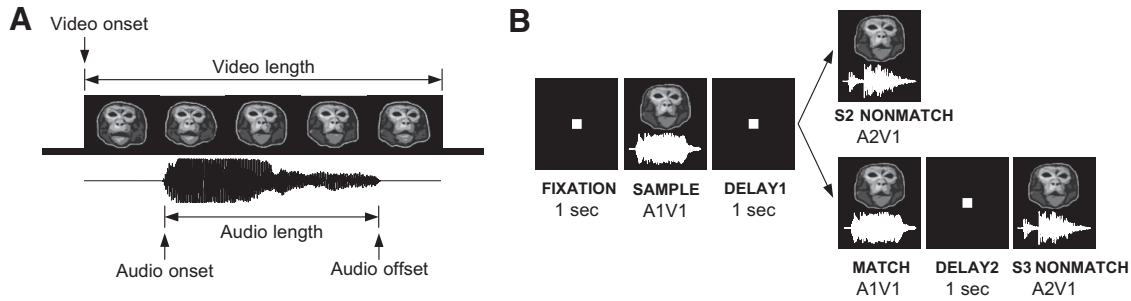 A
Video onset
Video length
Audio length
Audio onset
Audio offset
B
FIXATION
1 sec
SAMPLE
A1V1
DELAY1
1 sec
S2 NONMATCH
A2V1
MATCH
A1V1
DELAY2
1 sec
S3 NONMATCH
A2V1